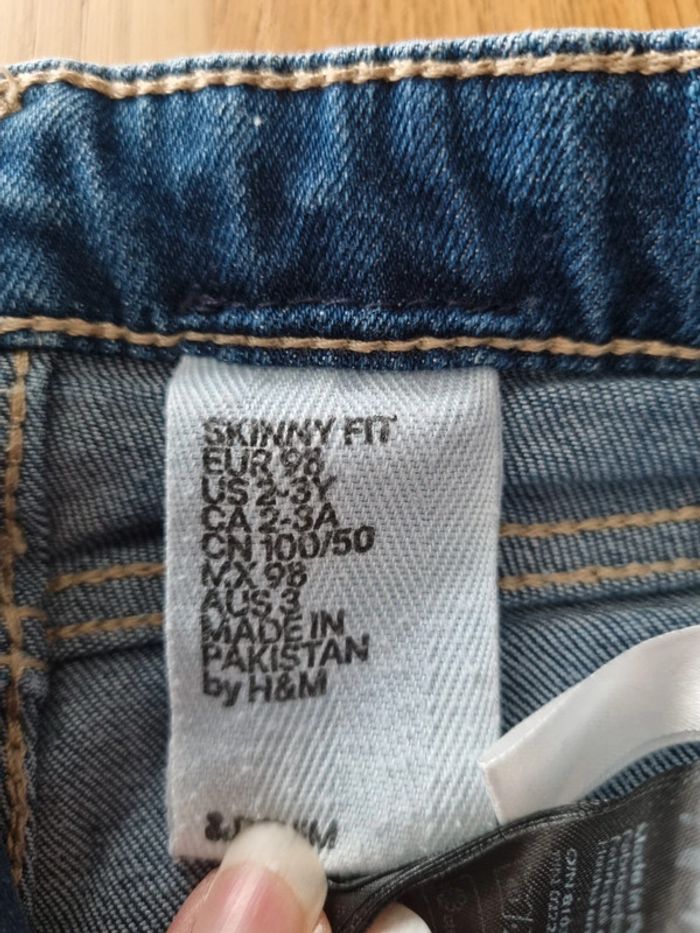 SKINNY FIT
EUR 98
US 2-3Y
CA 2-3A
CN 100/50
MX 98
AUS 3
MADE IN
PAKISTAN
by H&M